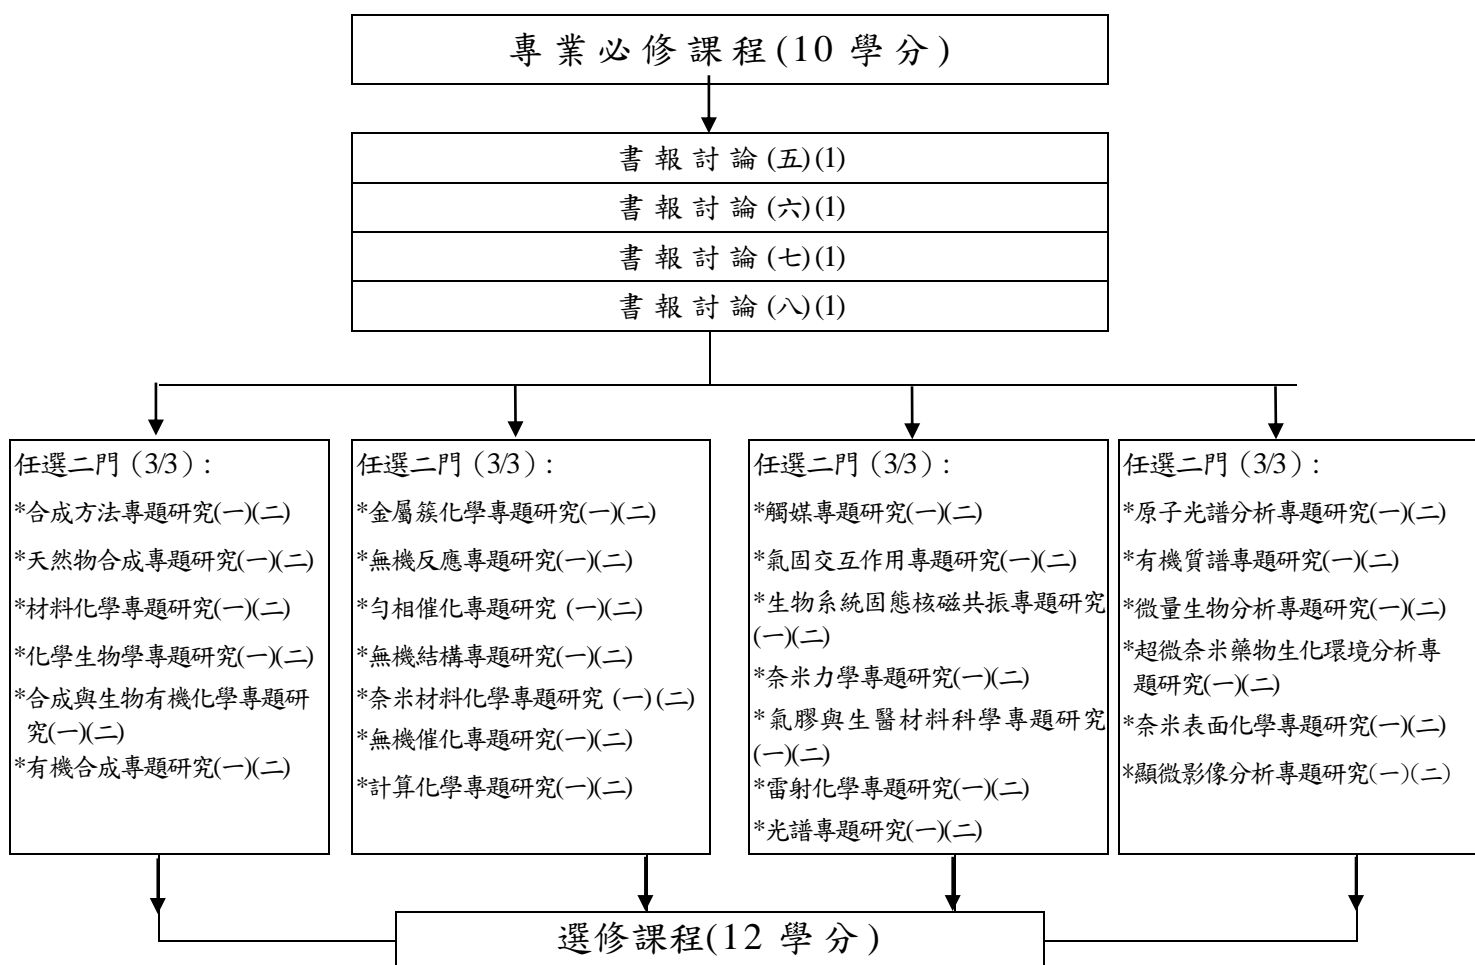 專業必修課程(10 學分)
書報討論(五)(1)
書報討論(六)(1)
書報討論(七)(1)
書報討論(八)(1)
任選二門（3/3）:
*合成方法專題研究(一)(二)
*天然物合成專題研究(一)(二)
*材料化學專題研究(一)(二)
*化學生物學專題研究(一)(二)
*合成與生物有機化學專題研
究(一)(二)
*有機合成專題研究(一)(二)
任選二門（3/3）:
*金屬簇化學專題研究(一)(二)
*無機反應專題研究(一)(二)
*勻相催化專題研究 (一)(二)
*無機結構專題研究(一)(二)
*奈米材料化學專題研究 (一)(二)
*無機催化專題研究(一)(二)
*計算化學專題研究(一)(二)
任選二門（3/3）:
*觸媒專題研究(一)(二)
*氣固交互作用專題研究(一)(二)
*生物系統固態核磁共振專題研究
(一)(二)
*奈米力學專題研究(一)(二)
*氣膠與生醫材料科學專題研究
(一)(二)
*雷射化學專題研究(一)(二)
*光譜專題研究(一)(二)
任選二門（3/3）:
*原子光譜分析專題研究(一)(二)
*有機質譜專題研究(一)(二)
*微量生物分析專題研究(一)(二)
*超微奈米藥物生化環境分析專
題研究(一)(二)
*奈米表面化學專題研究(一)(二)
*顯微影像分析專題研究(一)(二)
選修課程(12 學分)